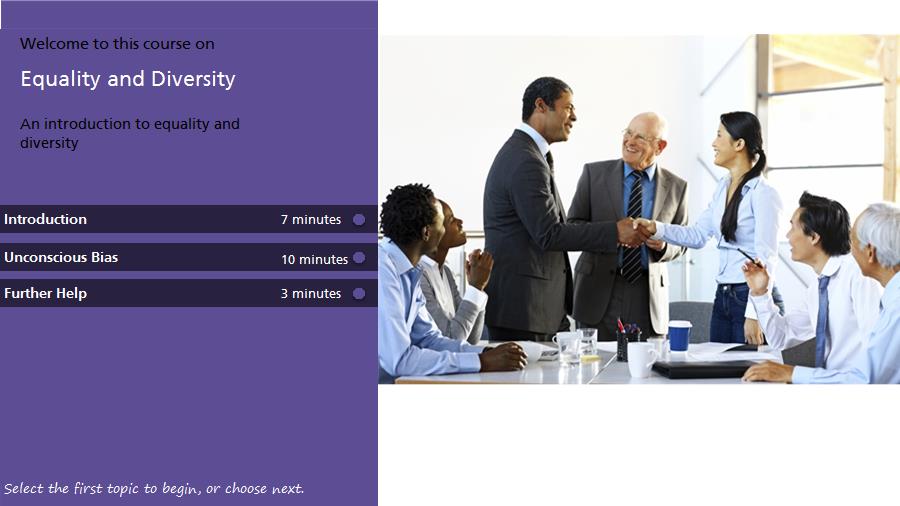 Welcome to this course on
Equality and Diversity
An introduction to equality and
diversity
Introduction 7 minutes
Unconscious Bias 10 minutes
Further Help 3 minutes
Select the first topic to begin, or choose next.